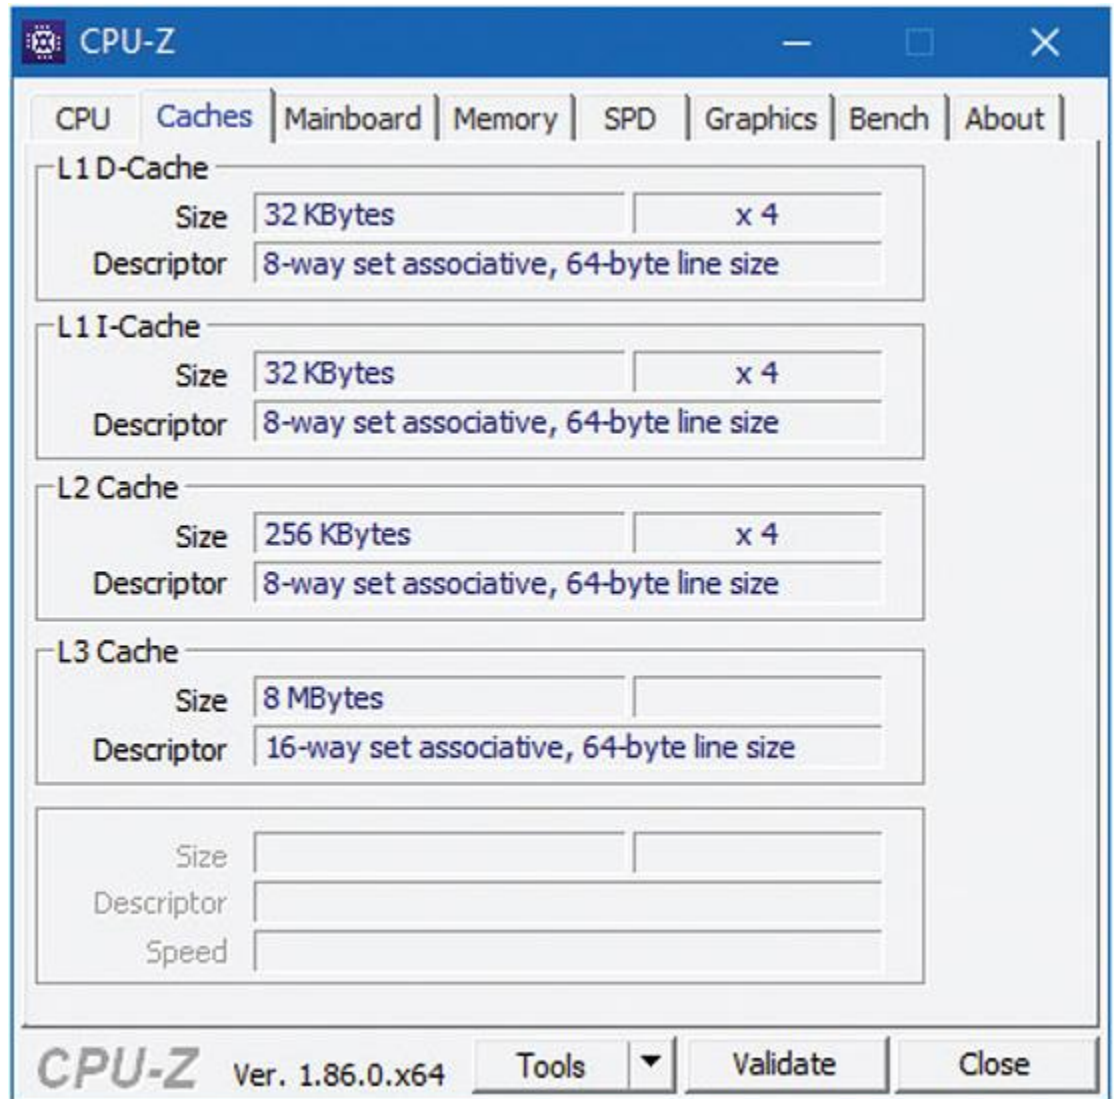 CPU-Z
CPU Caches Mainboard Memory SPD Graphics Bench About
L1 D-Cache
Size 32 KBytes x 4
Descriptor 8-way set associative, 64-byte line size
L1 I-Cache
Size 32 KBytes x 4
Descriptor 8-way set associative, 64-byte line size
L2 Cache
Size 256 KBytes x 4
Descriptor 8-way set associative, 64-byte line size
L3 Cache
Size 8 MBytes
Descriptor 16-way set associative, 64-byte line size
Size
Descriptor
Speed
CPU-Z Ver. 1.86.0.x64 Tools Validate Close